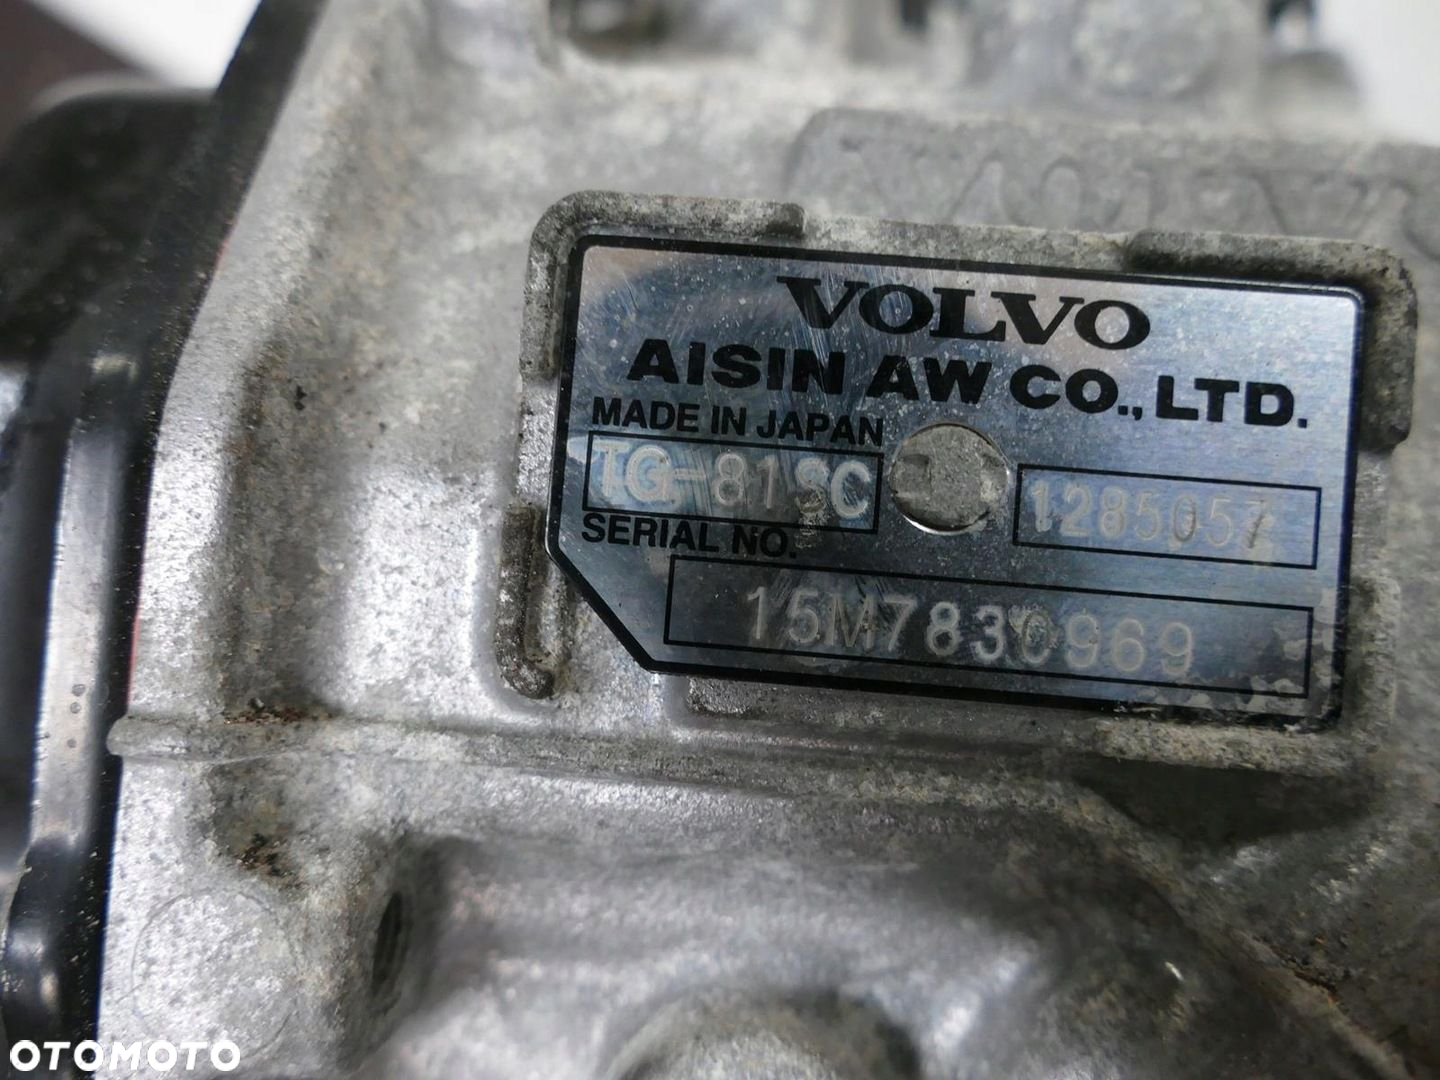 VOLVO
AISIN AW CO., LTD.
MADE IN JAPAN
TG-81SC 1285057
SERIAL NO.
15M7830969
OTOMOTO